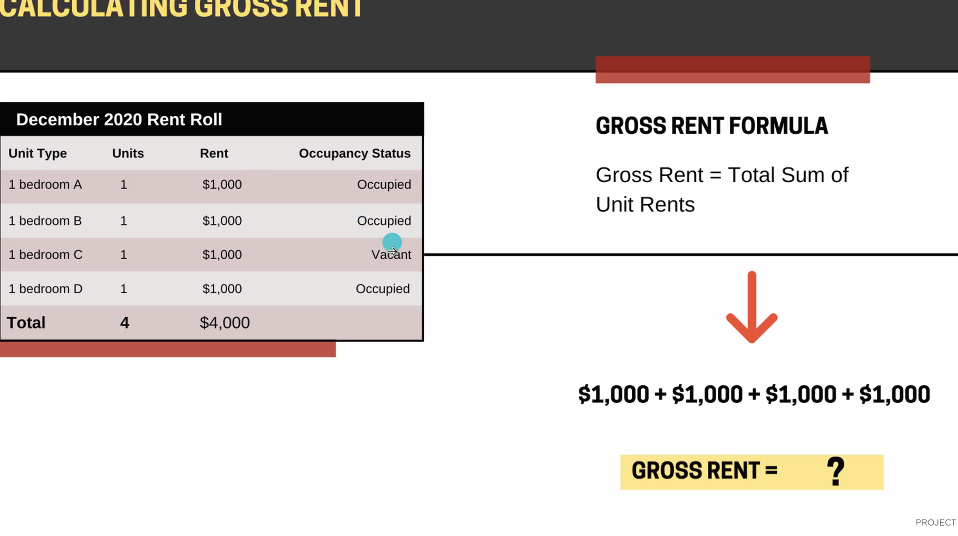 CALCULATING GROSS RENT
December 2020 Rent Roll
Unit Type Units Rent Occupancy Status
1 bedroom A 1 $1,000 Occupied
1 bedroom B 1 $1,000 Occupied
1 bedroom C 1 $1,000 Vacant
1 bedroom D 1 $1,000 Occupied
Total 4 $4,000
GROSS RENT FORMULA
Gross Rent = Total Sum of
Unit Rents
$1,000 + $1,000 + $1,000 + $1,000
GROSS RENT = ?
PROJECT